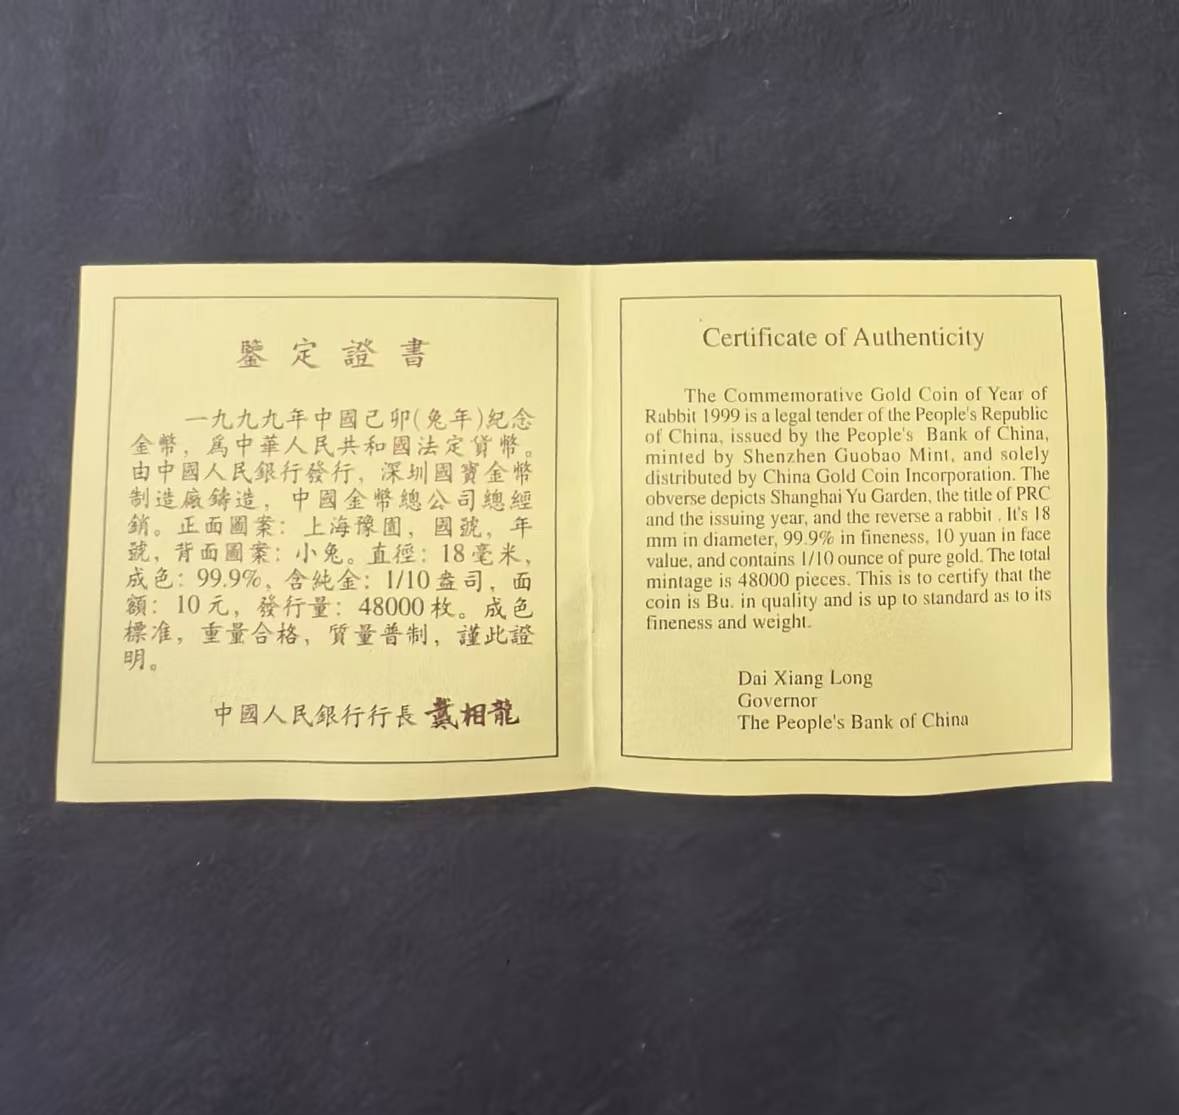 鑒定證書
一九九九年中國己卯(兔年)紀念
金幣，爲中華人民共和國法定貨幣。
由中國人民銀行發行，深圳國寶金幣
制造廠鑄造，中國金幣總公司總經
銷。正面圖案：上海豫園，國號，年
號，背面圖案：小兔。直徑：18毫米，
成色：99.9%，含純金：1/10盎司，面
額：10元，發行量：48000枚。成色
標准，重量合格，質量普制，謹此證
明。
中國人民銀行行長 戴相龍
Certificate of Authenticity
The Commemorative Gold Coin of Year of
Rabbit 1999 is a legal tender of the People's Republic
of China, issued by the People's Bank of China,
minted by Shenzhen Guobao Mint, and solely
distributed by China Gold Coin Incorporation. The
obverse depicts Shanghai Yu Garden, the title of PRC
and the issuing year, and the reverse a rabbit . It's 18
mm in diameter, 99.9% in fineness, 10 yuan in face
value, and contains 1/10 ounce of pure gold. The total
mintage is 48000 pieces. This is to certify that the
coin is Bu. in quality and is up to standard as to its
fineness and weight.
Dai Xiang Long
Governor
The People's Bank of China